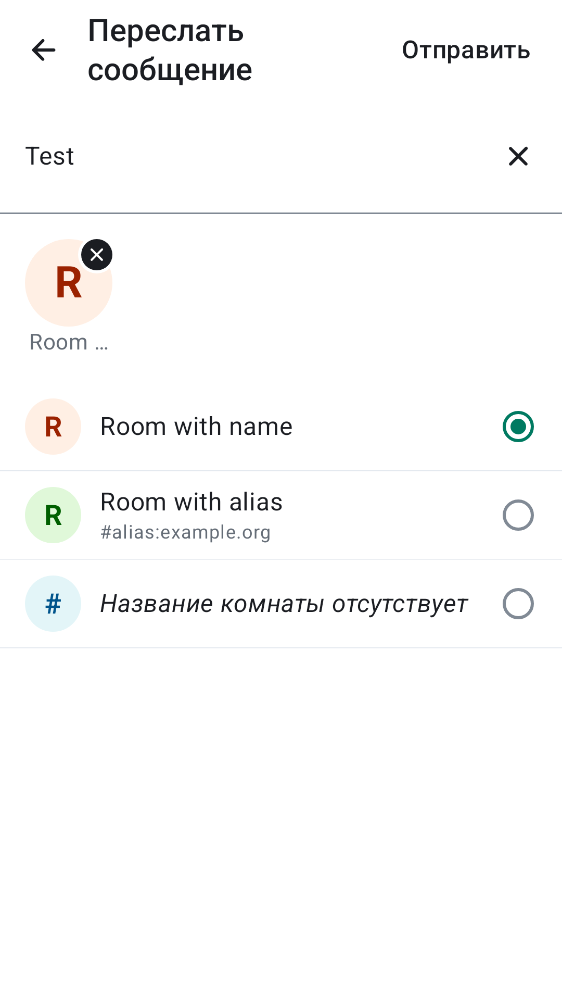 Переслать
сообщение
Отправить
Test
R
Room ...
R
Room with name
R
Room with alias
#alias:example.org
#
Название комнаты отсутствует